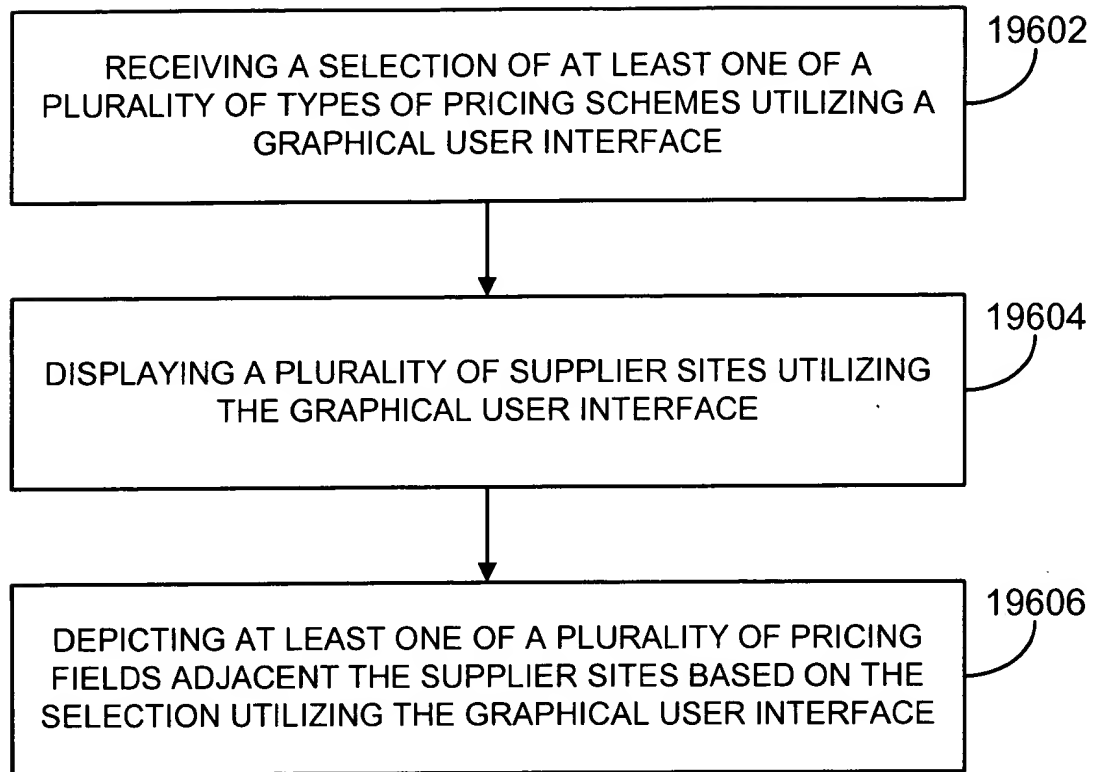 19602
RECEIVING A SELECTION OF AT LEAST ONE OF A
PLURALITY OF TYPES OF PRICING SCHEMES UTILIZING A
GRAPHICAL USER INTERFACE
19604
DISPLAYING A PLURALITY OF SUPPLIER SITES UTILIZING
THE GRAPHICAL USER INTERFACE
19606
DEPICTING AT LEAST ONE OF A PLURALITY OF PRICING
FIELDS ADJACENT THE SUPPLIER SITES BASED ON THE
SELECTION UTILIZING THE GRAPHICAL USER INTERFACE